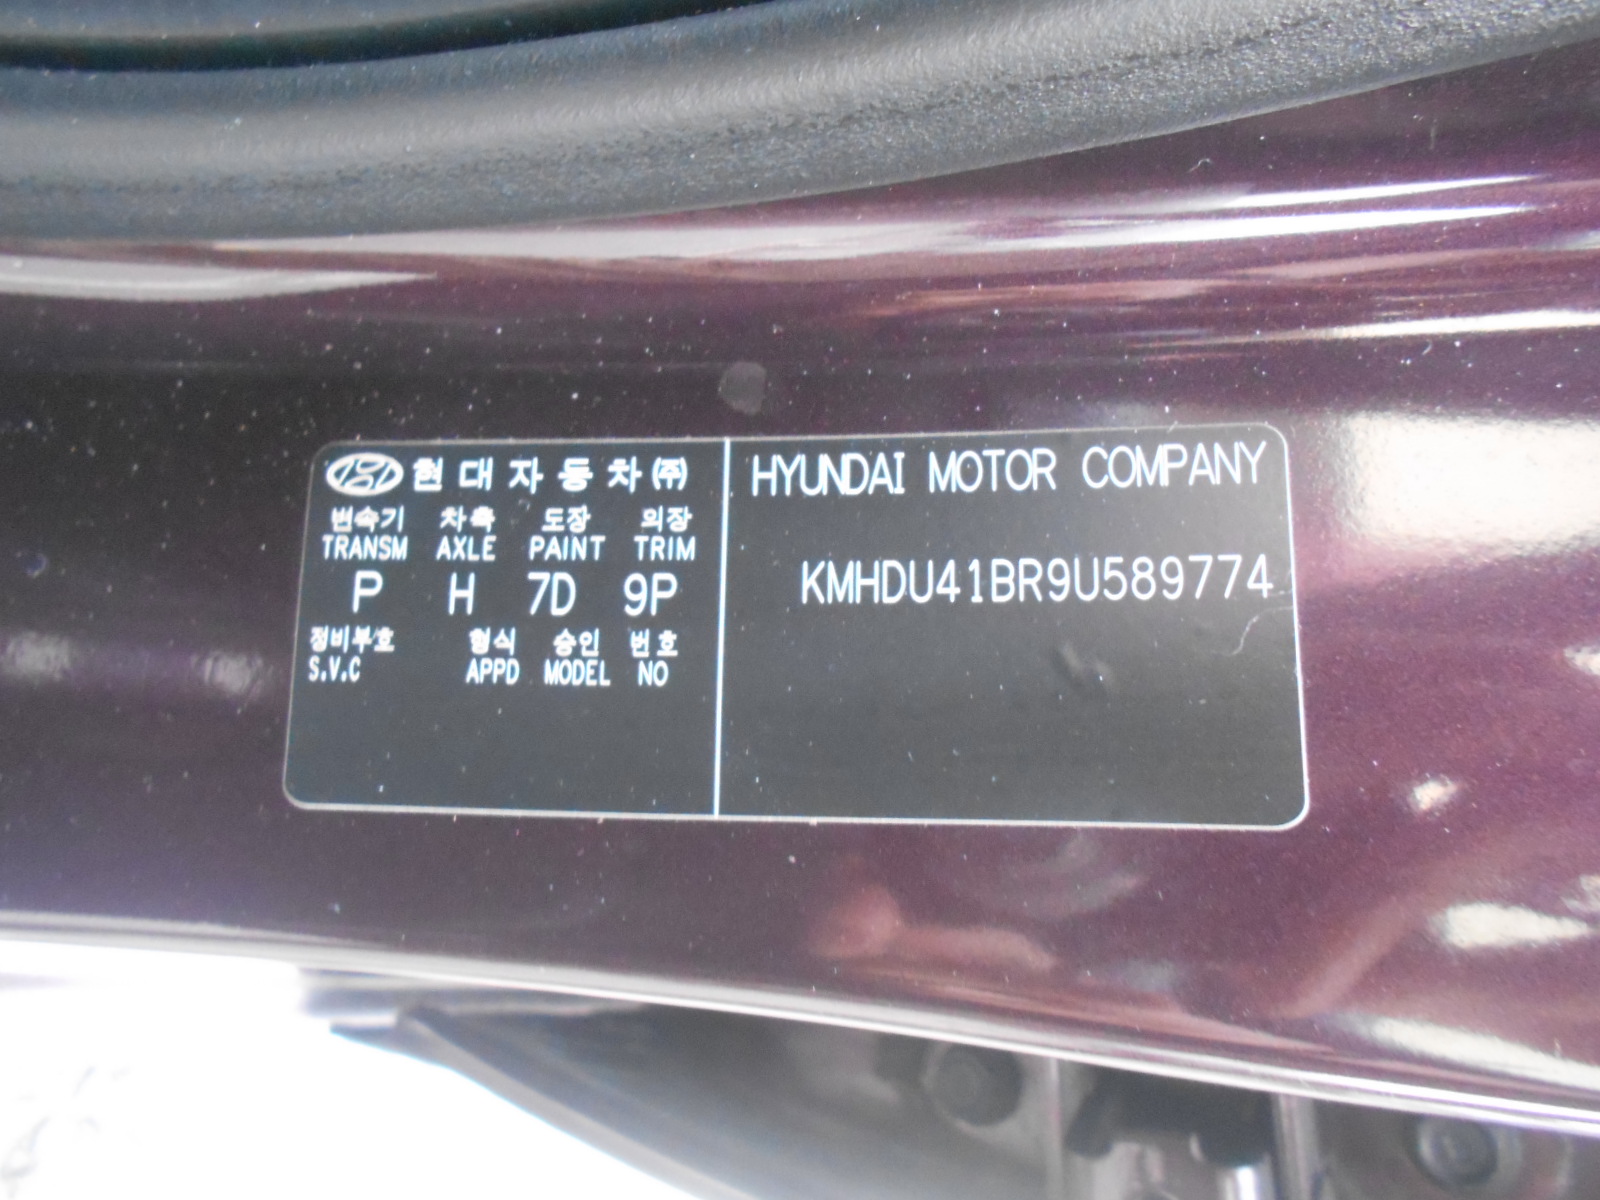 현대자동차㈜
변속기 차축 도장 의장
TRANSM AXLE PAINT TRIM
P H 7D 9P
정비부호 형식 승인 번호
S.V.C APPD MODEL NO
HYUNDAI MOTOR COMPANY
KMHDU41BR9U589774